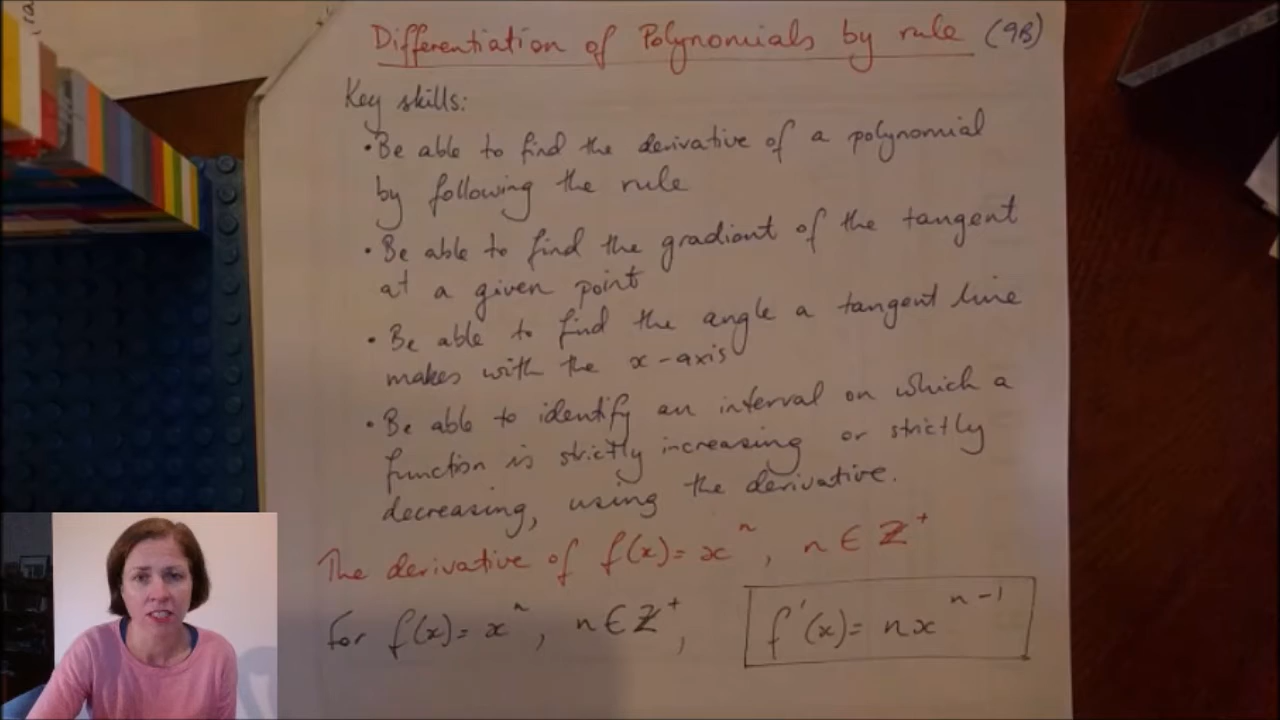 Differentiation of Polynomials by rule (9B)
Key skills:
• Be able to find the derivative of a polynomial
by following the rule
• Be able to find the gradient of the tangent
at a given point
• Be able to find the angle a tangent line
makes with the x-axis
• Be able to identify an interval on which a
function is strictly increasing or strictly
decreasing, using the derivative.
The derivative of f(x) = xⁿ, n ∈ ℤ⁺
For f(x) = xⁿ, n ∈ ℤ⁺, f'(x) = nxⁿ⁻¹